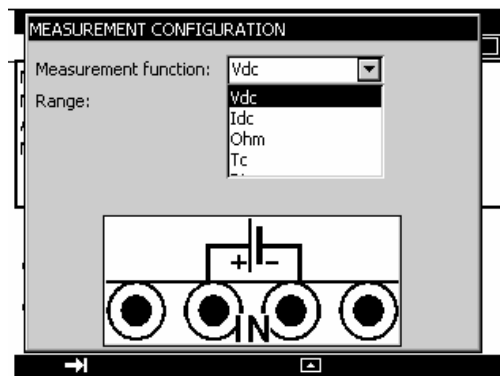 MEASUREMENT CONFIGURATION
Measurement function: Vdc
Range:
Vdc
Idc
Ohm
Tc
+ -
IN